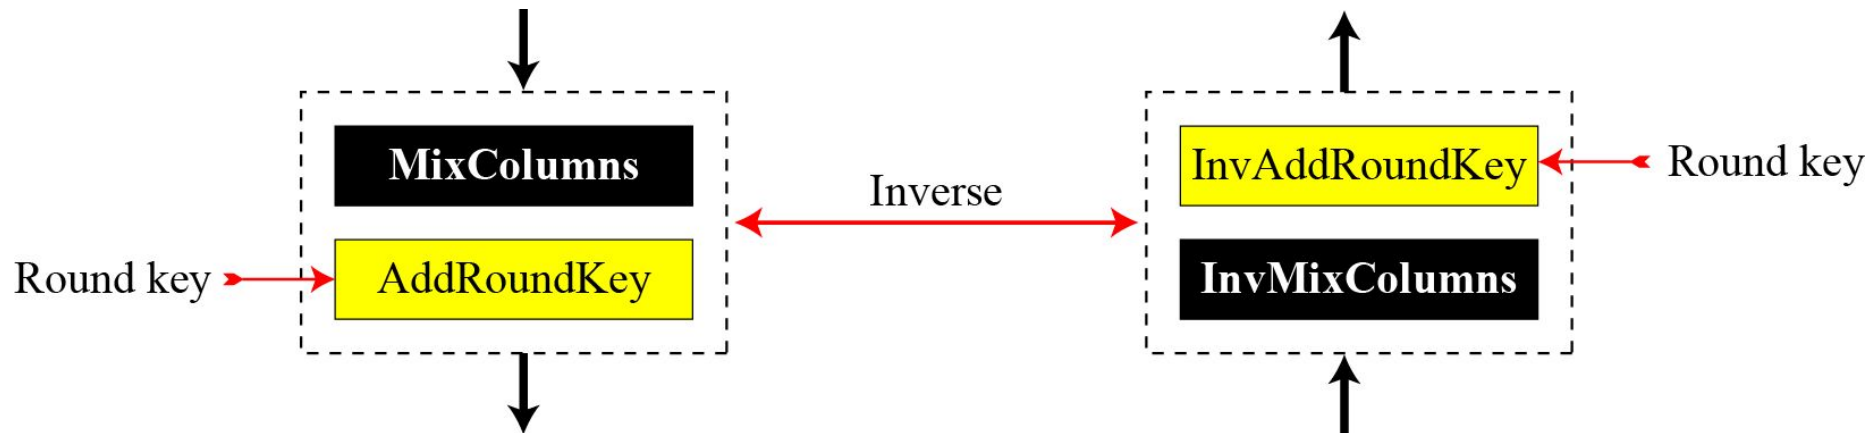 MixColumns
Round key
AddRoundKey
Inverse
InvAddRoundKey
Round key
InvMixColumns